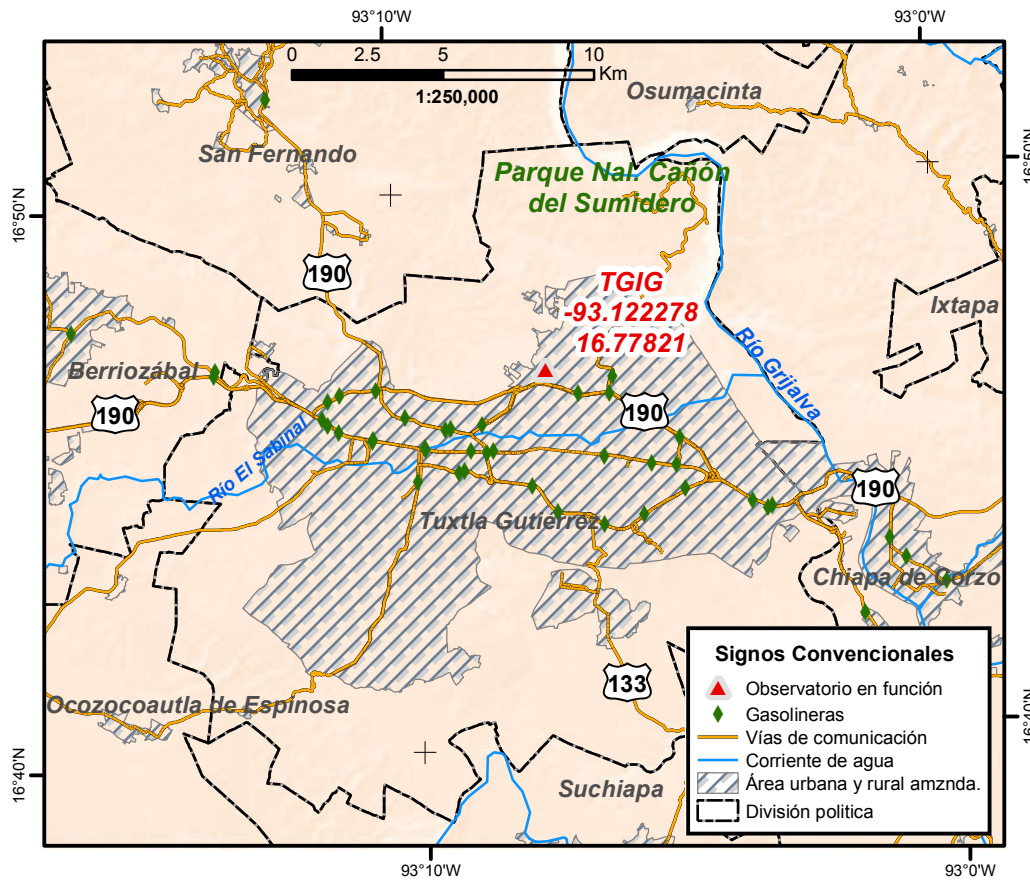 93°10'W
93°0'W
0 2.5 5 10
Km
1:250,000
Osumacinta
San Fernando
16°50'N
Parque Nal. Cañón
del Sumidero
16°50'N
190
TGIG
-93.122278
16.77821
Ixtapa
Río Grijalva
Berriozábal
190
190
Río El Sabinal
190
Tuxtla Gutiérrez
Chiapa de Corzo
133
Ocozocoautla de Espinosa
Suchiapa
16°40'N
16°40'N
Signos Convencionales
Observatorio en función
Gasolineras
Vías de comunicación
Corriente de agua
Área urbana y rural amznda.
División politica
93°10'W
93°0'W